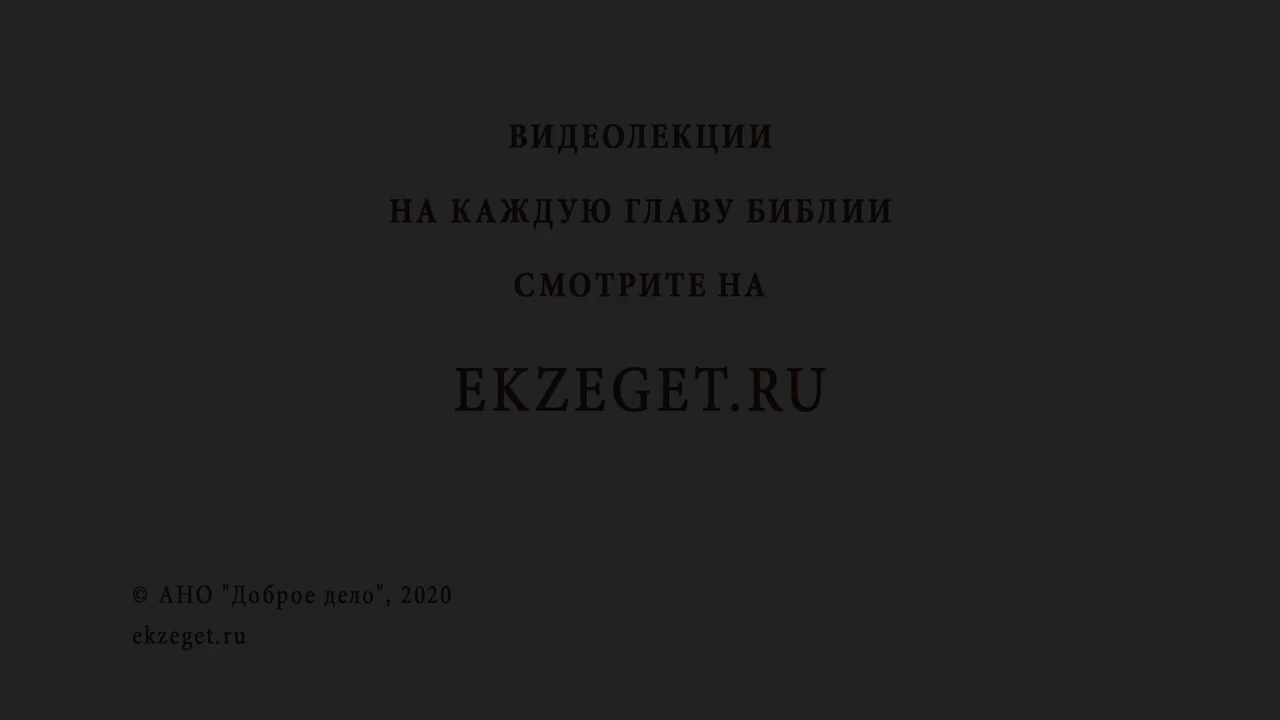 ВИДЕОЛЕКЦИИ
НА КАЖДУЮ ГЛАВУ БИБЛИИ
СМОТРИТЕ НА
EKZEGET.RU
© АНО "Доброе дело", 2020
ekzeget.ru